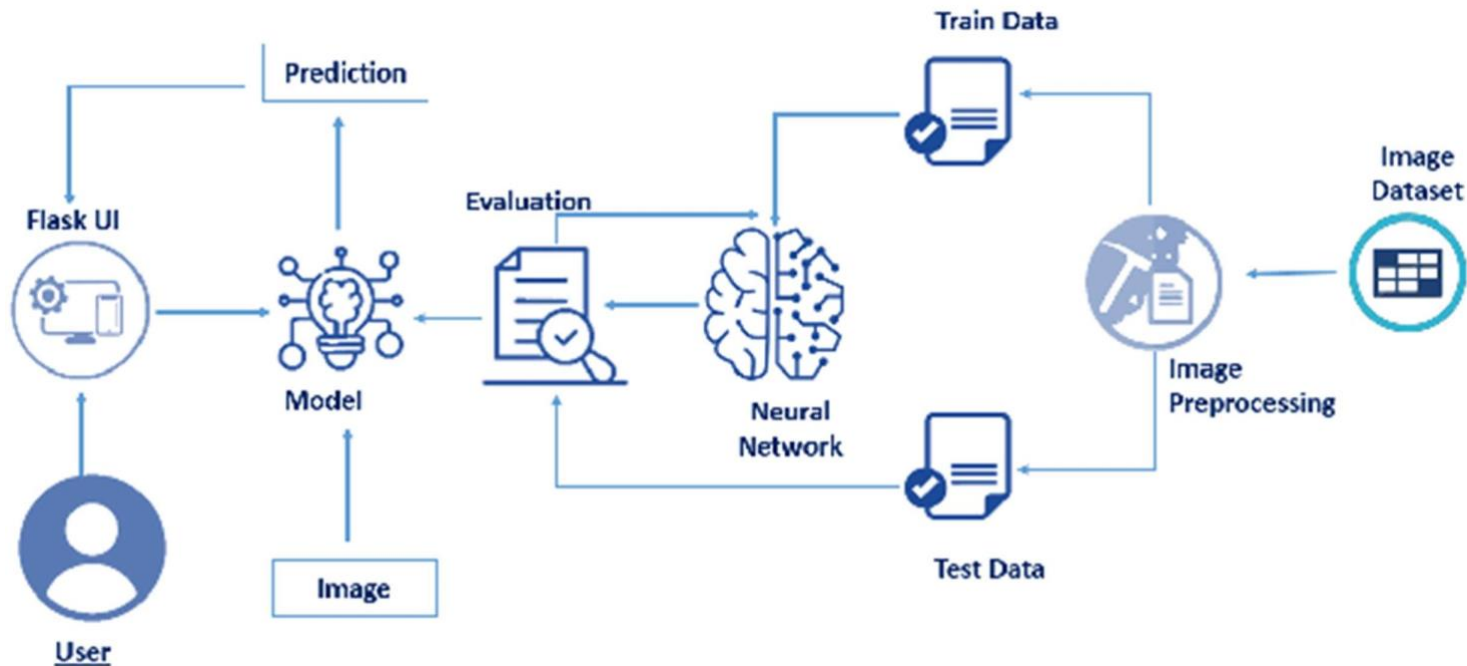 Train Data
Prediction
Image
Dataset
Evaluation
Flask UI
Image
Preprocessing
Model
Neural
Network
Test Data
Image
User